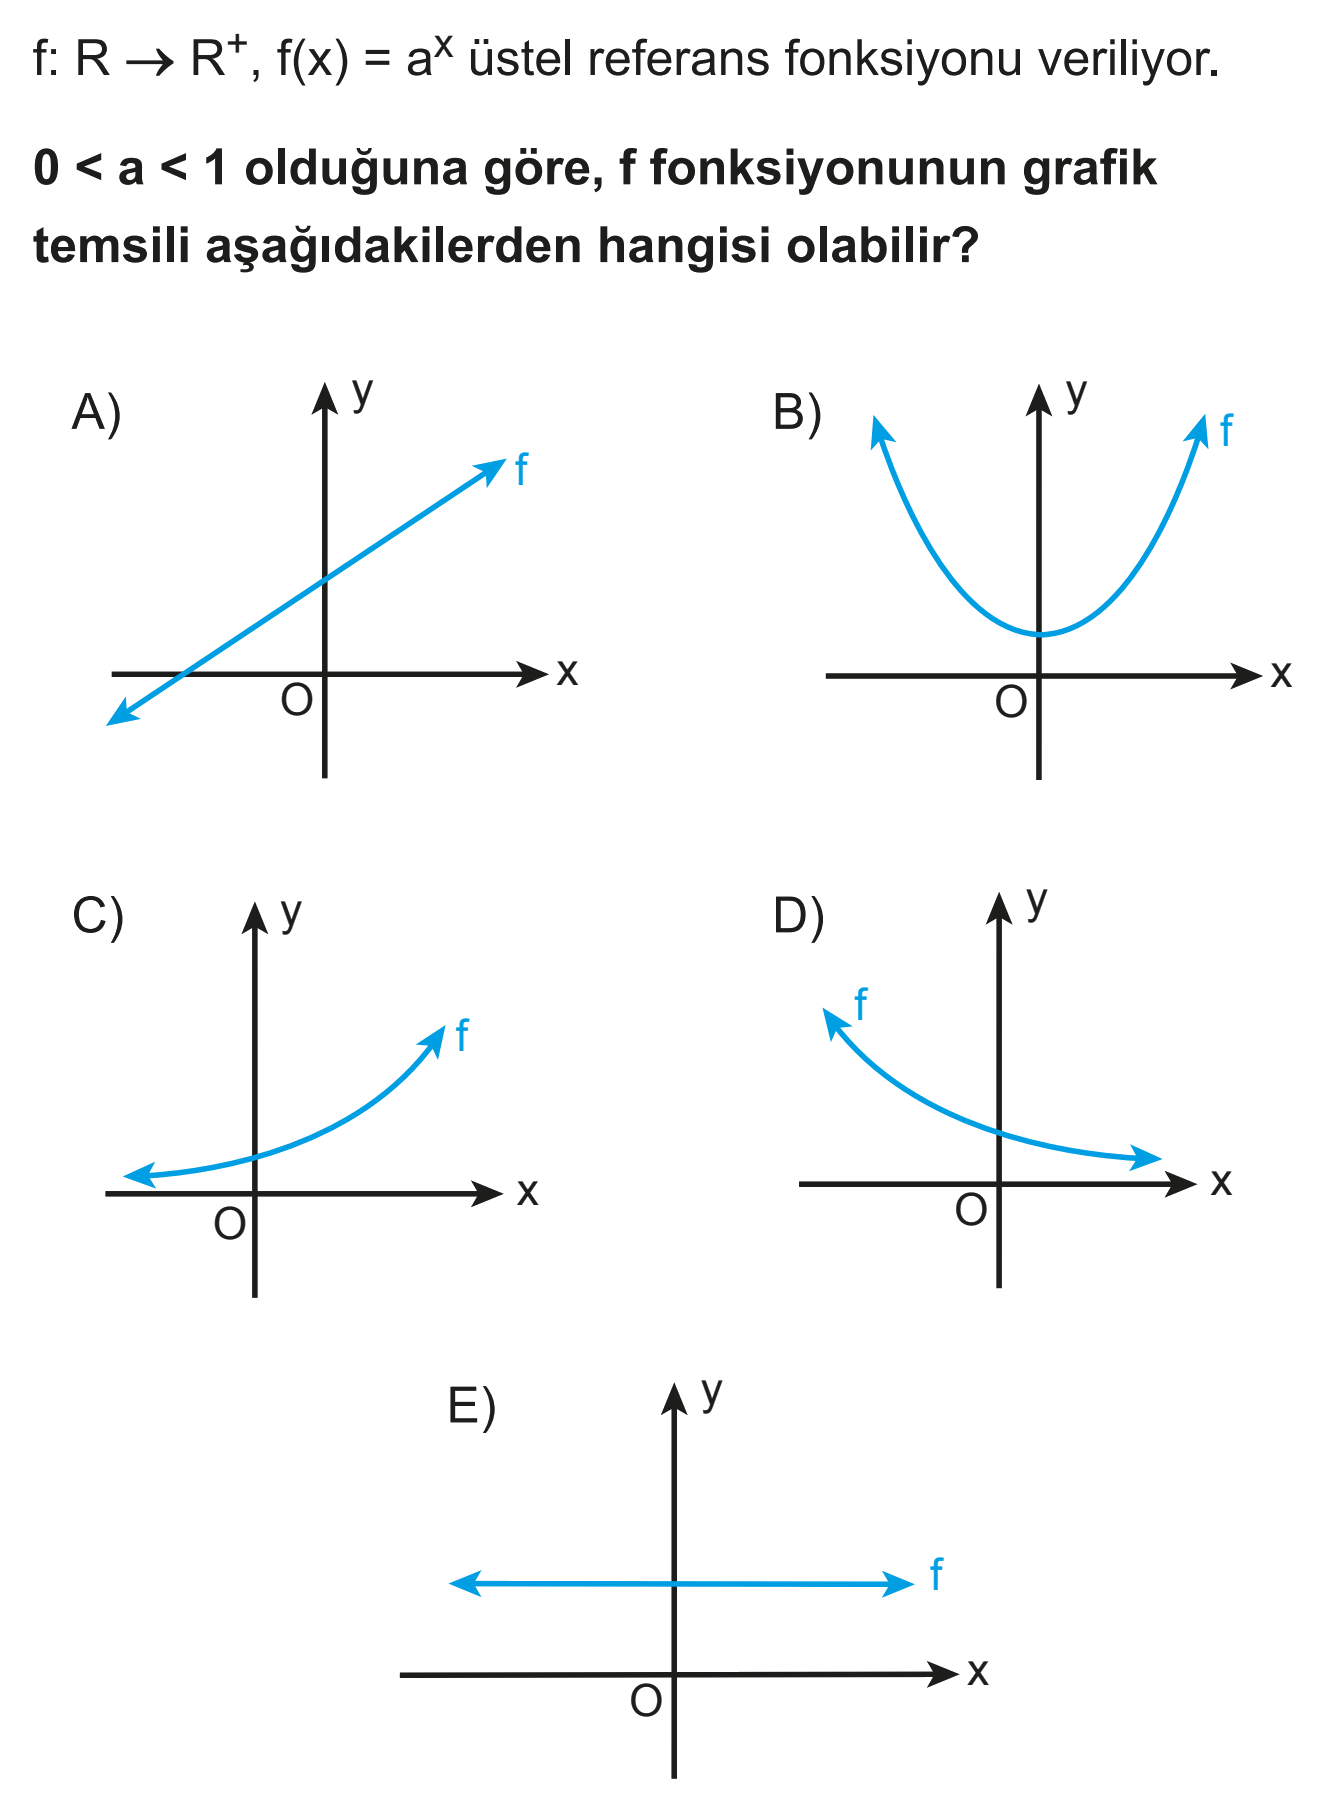 f: R → R⁺, f(x) = aˣ üstel referans fonksiyonu veriliyor.
0 < a < 1 olduğuna göre, f fonksiyonunun grafik
temsili aşağıdakilerden hangisi olabilir?
A) y f x O
B) y f x O
C) y f x O
D) y f x O
E) y f x O